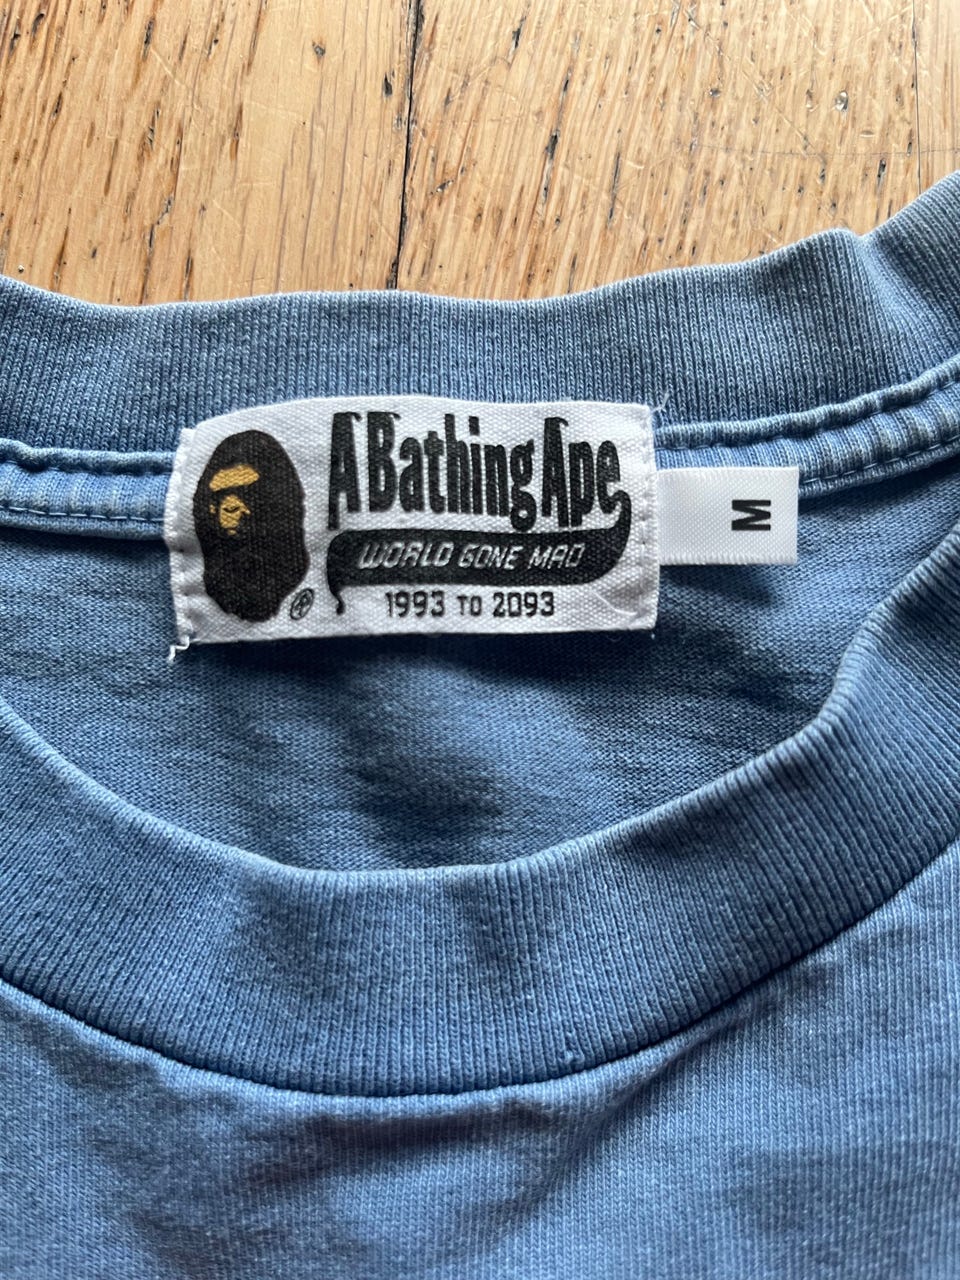 A Bathing Ape
WORLD GONE MAD
1993 TO 2093
®
M